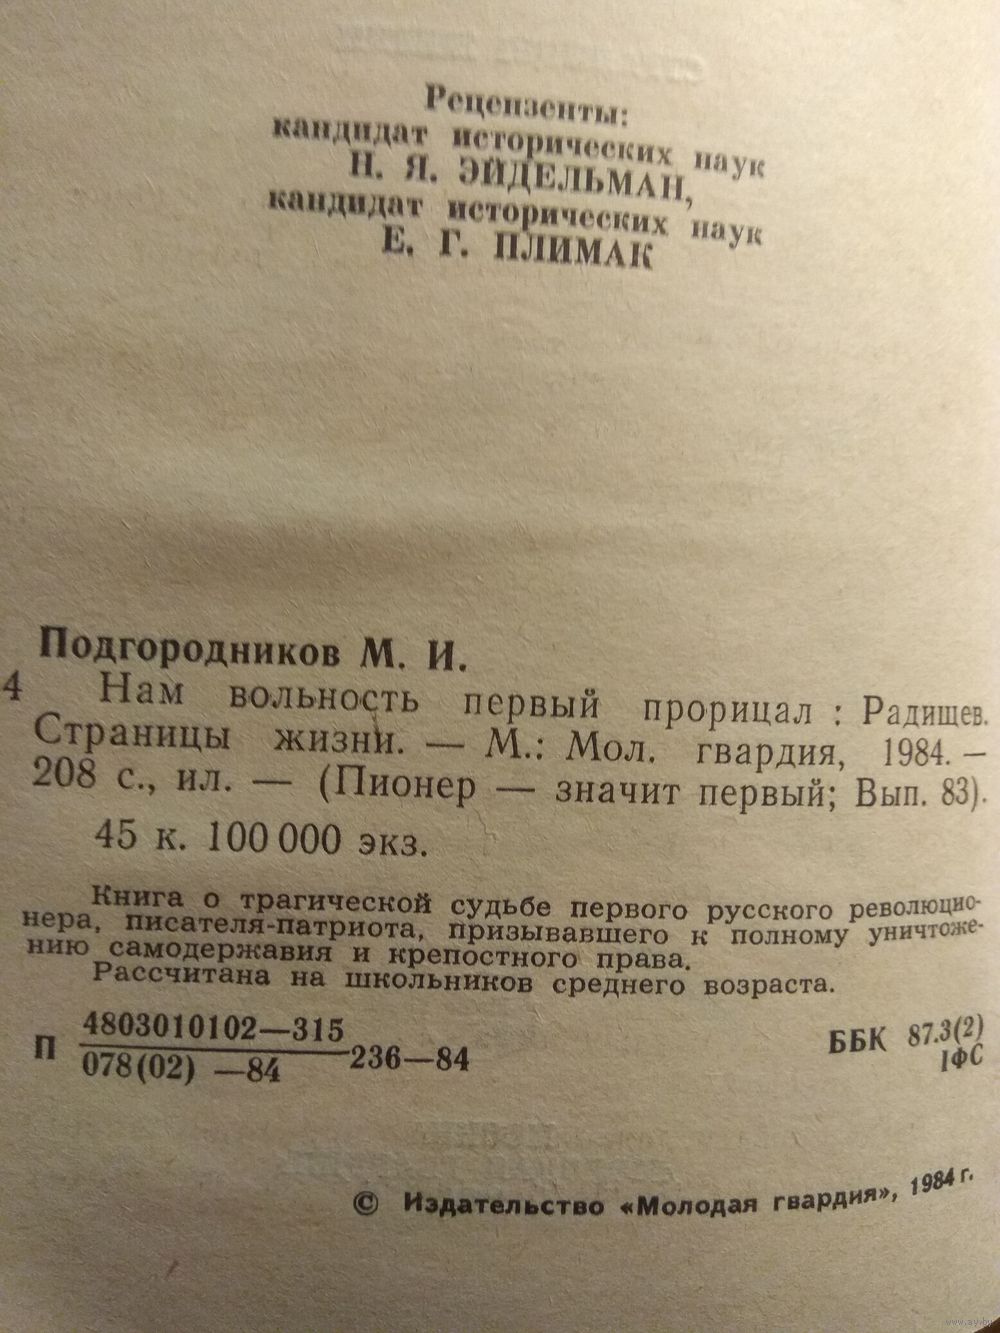 Рецензенты:
кандидат исторических наук
Н. Я. ЭЙДЕЛЬМАН,
кандидат исторических наук
Е. Г. ПЛИМАК
Подгородников М. И.
4 Нам вольность первый прорицал : Радищев.
Страницы жизни. — М.: Мол. гвардия, 1984. —
208 с., ил. — (Пионер — значит первый; Вып. 83).
45 к. 100 000 экз.
Книга о трагической судьбе первого русского революцио-
нера, писателя-патриота, призывавшего к полному уничтоже-
нию самодержавия и крепостного права.
Рассчитана на школьников среднего возраста.
П 4803010102—315
078(02) —84
236—84
ББК 87.3(2)
1ФС
© Издательство «Молодая гвардия», 1984 г.
www.ay.by